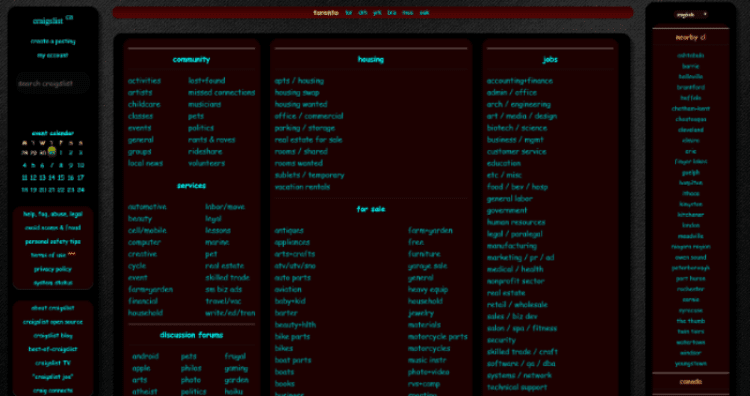 craigslist CA
create a posting
my account
search craigslist
event calendar
M T W T F S S
28 29 30 31 1 2 3
4 5 6 7 8 9 10
11 12 13 14 15 16 17
18 19 20 21 22 23 24
help, faq, abuse, legal
avoid scams & fraud
personal safety tips
terms of use
privacy policy
system status
about craigslist
craigslist open source
craigslist blog
best-of-craigslist
craigslist TV
"craigslist joe"
craig connects
toronto tor drh yrk bra mss oak
community
activities
artists
childcare
classes
events
general
groups
local news
lost+found
missed connections
musicians
pets
politics
rants & raves
rideshare
volunteers
services
automotive
beauty
cell/mobile
computer
creative
cycle
event
farm+garden
financial
household
labor/move
legal
lessons
marine
pet
real estate
skilled trade
sm biz ads
travel/vac
write/ed/tran
discussion forums
android
apple
arts
atheist
pets
philos
photo
politics
frugal
gaming
garden
haiku
housing
apts / housing
housing swap
housing wanted
office / commercial
parking / storage
real estate for sale
rooms / shared
rooms wanted
sublets / temporary
vacation rentals
for sale
antiques
appliances
arts+crafts
atv/utv/sno
auto parts
aviation
baby+kid
barter
beauty+hlth
bike parts
bikes
boat parts
boats
books
business
farm+garden
free
furniture
garage sale
general
heavy equip
household
jewelry
materials
motorcycle parts
motorcycles
music instr
photo+video
rvs+camp
sporting
jobs
accounting+finance
admin / office
arch / engineering
art / media / design
biotech / science
business / mgmt
customer service
education
etc / misc
food / bev / hosp
general labor
government
human resources
legal / paralegal
manufacturing
marketing / pr / ad
medical / health
nonprofit sector
real estate
retail / wholesale
sales / biz dev
salon / spa / fitness
security
skilled trade / craft
software / qa / dba
systems / network
technical support
english
nearby cl
ashtabula
barrie
belleville
brantford
buffalo
chatham-kent
chautauqua
cleveland
elmira
erie
finger lakes
guelph
hamilton
ithaca
kingston
kitchener
london
meadville
niagara region
owen sound
peterborough
port huron
rochester
sarnia
syracuse
the thumb
twin tiers
watertown
windsor
youngstown
canada